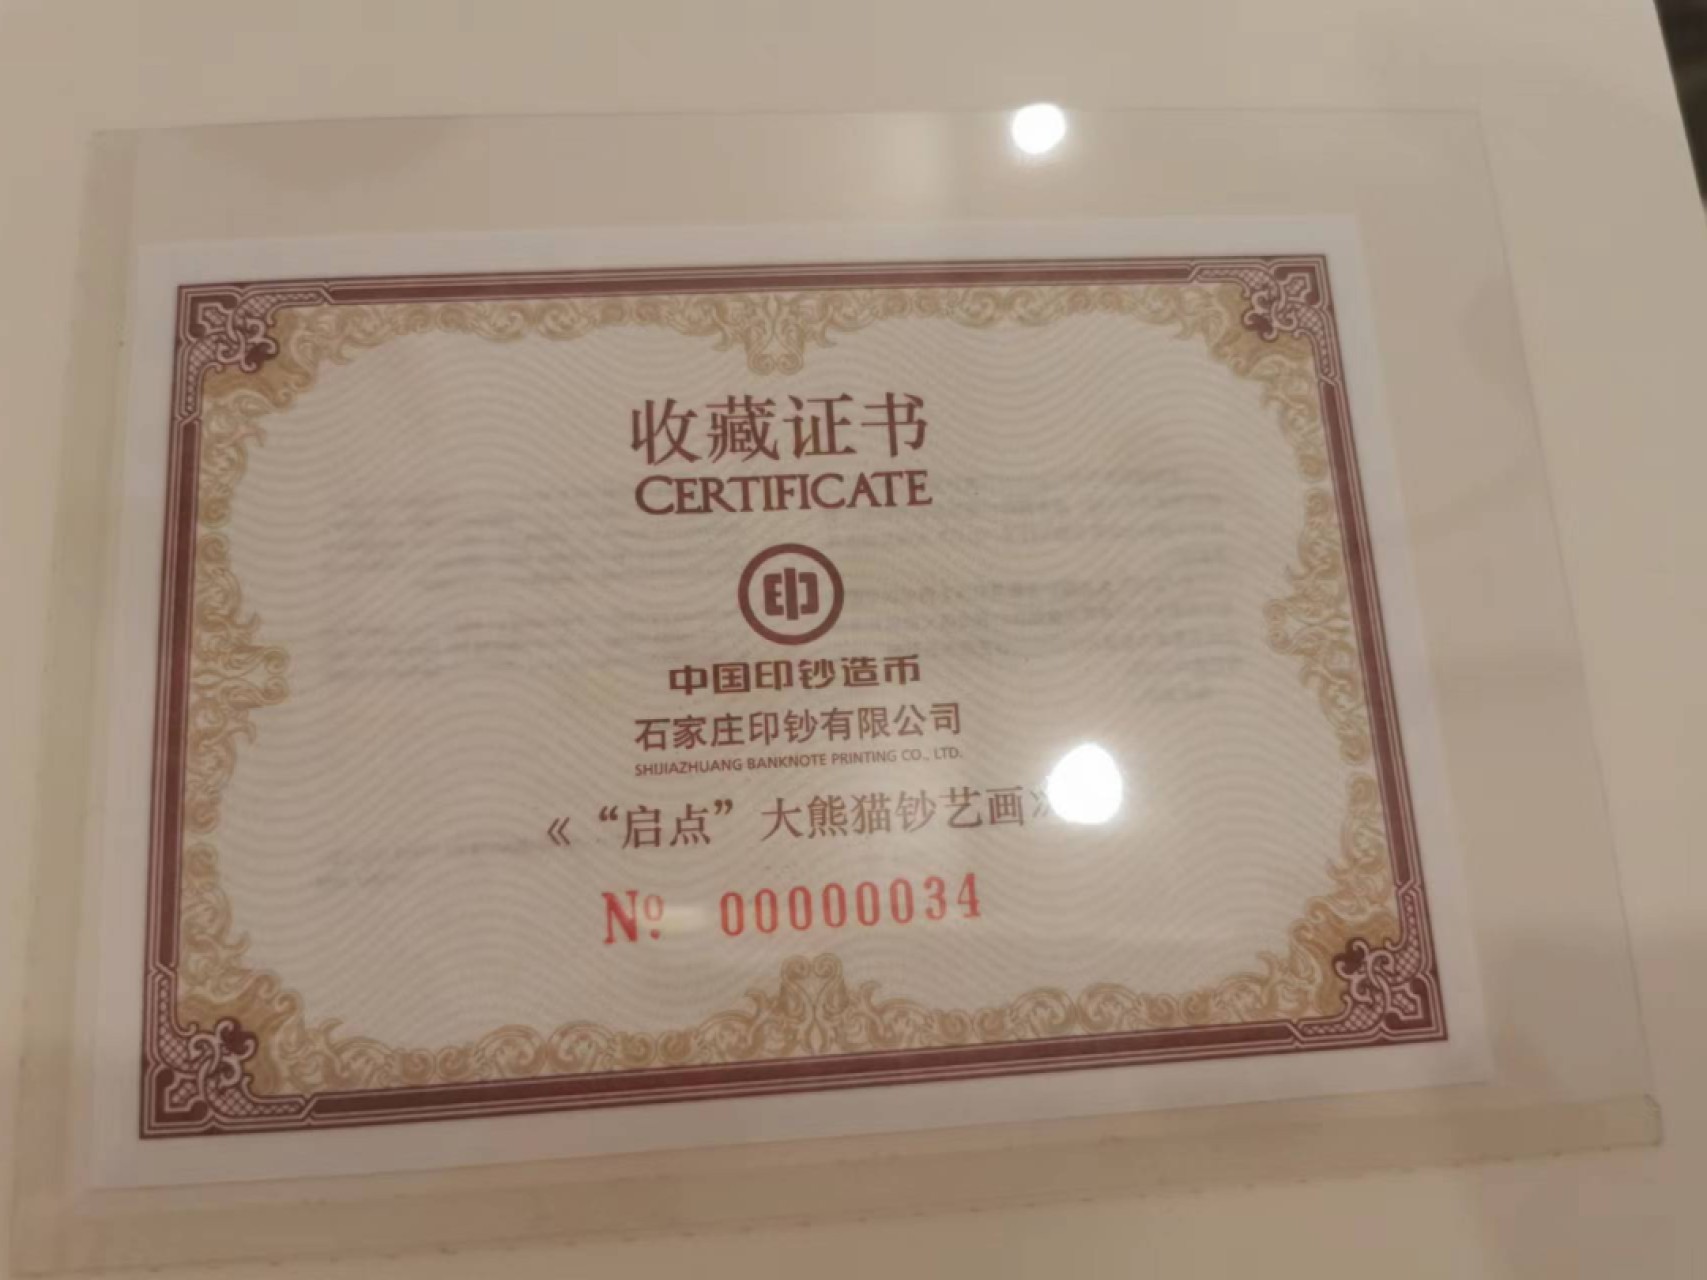 收藏证书
CERTIFICATE
印
中国印钞造币
石家庄印钞有限公司
SHIJIAZHUANG BANKNOTE PRINTING CO., LTD.
《“启点”大熊猫钞艺画》
Nº 00000034